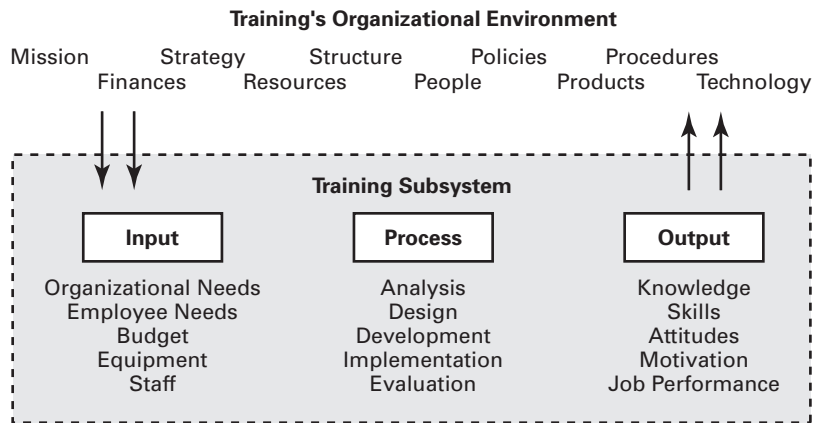 Training's Organizational Environment
Mission Strategy Structure Policies Procedures
Finances Resources People Products Technology
Training Subsystem
Input Process Output
Organizational Needs Analysis Knowledge
Employee Needs Design Skills
Budget Development Attitudes
Equipment Implementation Motivation
Staff Evaluation Job Performance